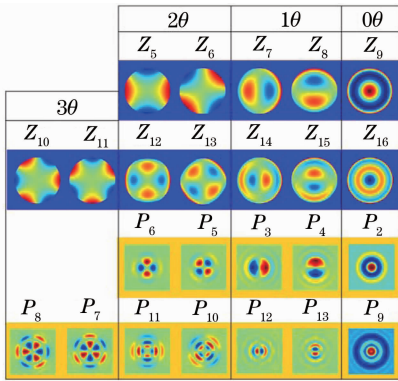 2θ 1θ 0θ
Z₅ Z₆ Z₇ Z₈ Z₉
3θ
Z₁₀ Z₁₁ Z₁₂ Z₁₃ Z₁₄ Z₁₅ Z₁₆
P₆ P₅ P₃ P₄ P₂
P₈ P₇ P₁₁ P₁₀ P₁₂ P₁₃ P₉